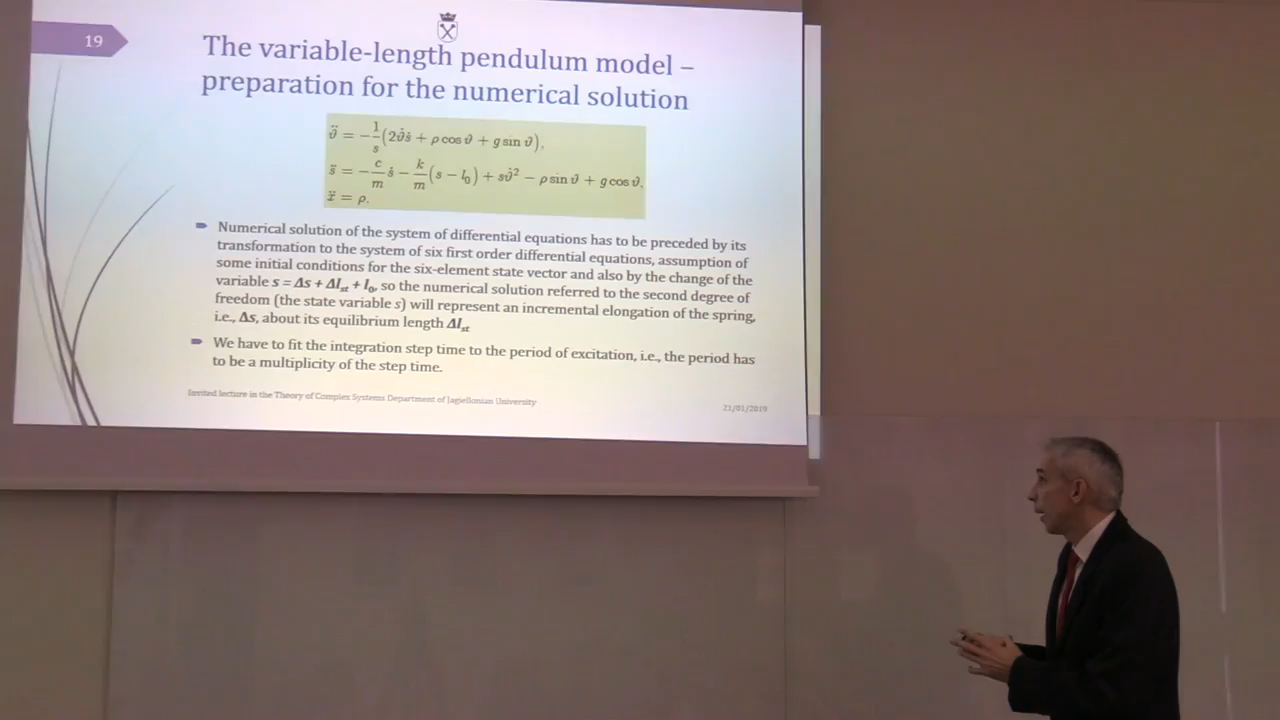 19
The variable-length pendulum model –
preparation for the numerical solution
ϑ̈ = −1/s(2ϑ̇ṡ + ρ cos ϑ + g sin ϑ),
s̈ = −c/m ṡ − k/m(s − l₀) + sϑ̇² − ρ sin ϑ + g cos ϑ,
ẍ = ρ.
Numerical solution of the system of differential equations has to be preceded by its
transformation to the system of six first order differential equations, assumption of
some initial conditions for the six-element state vector and also by the change of the
variable s = Δs + Δl_st + l₀, so the numerical solution referred to the second degree of
freedom (the state variable s) will represent an incremental elongation of the spring,
i.e., Δs, about its equilibrium length Δl_st
We have to fit the integration step time to the period of excitation, i.e., the period has
to be a multiplicity of the step time.
Invited lecture in the Theory of Complex Systems Department of Jagiellonian University
21/01/2019